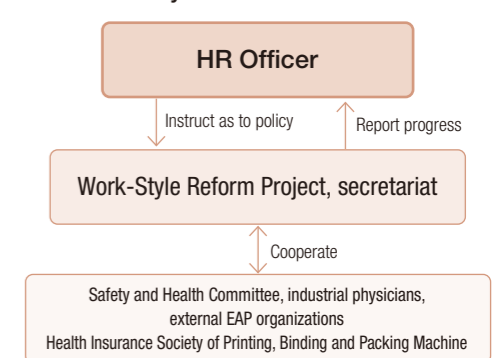 HR Officer
Instruct as to policy
Report progress
Work-Style Reform Project, secretariat
Cooperate
Safety and Health Committee, industrial physicians,
external EAP organizations
Health Insurance Society of Printing, Binding and Packing Machine